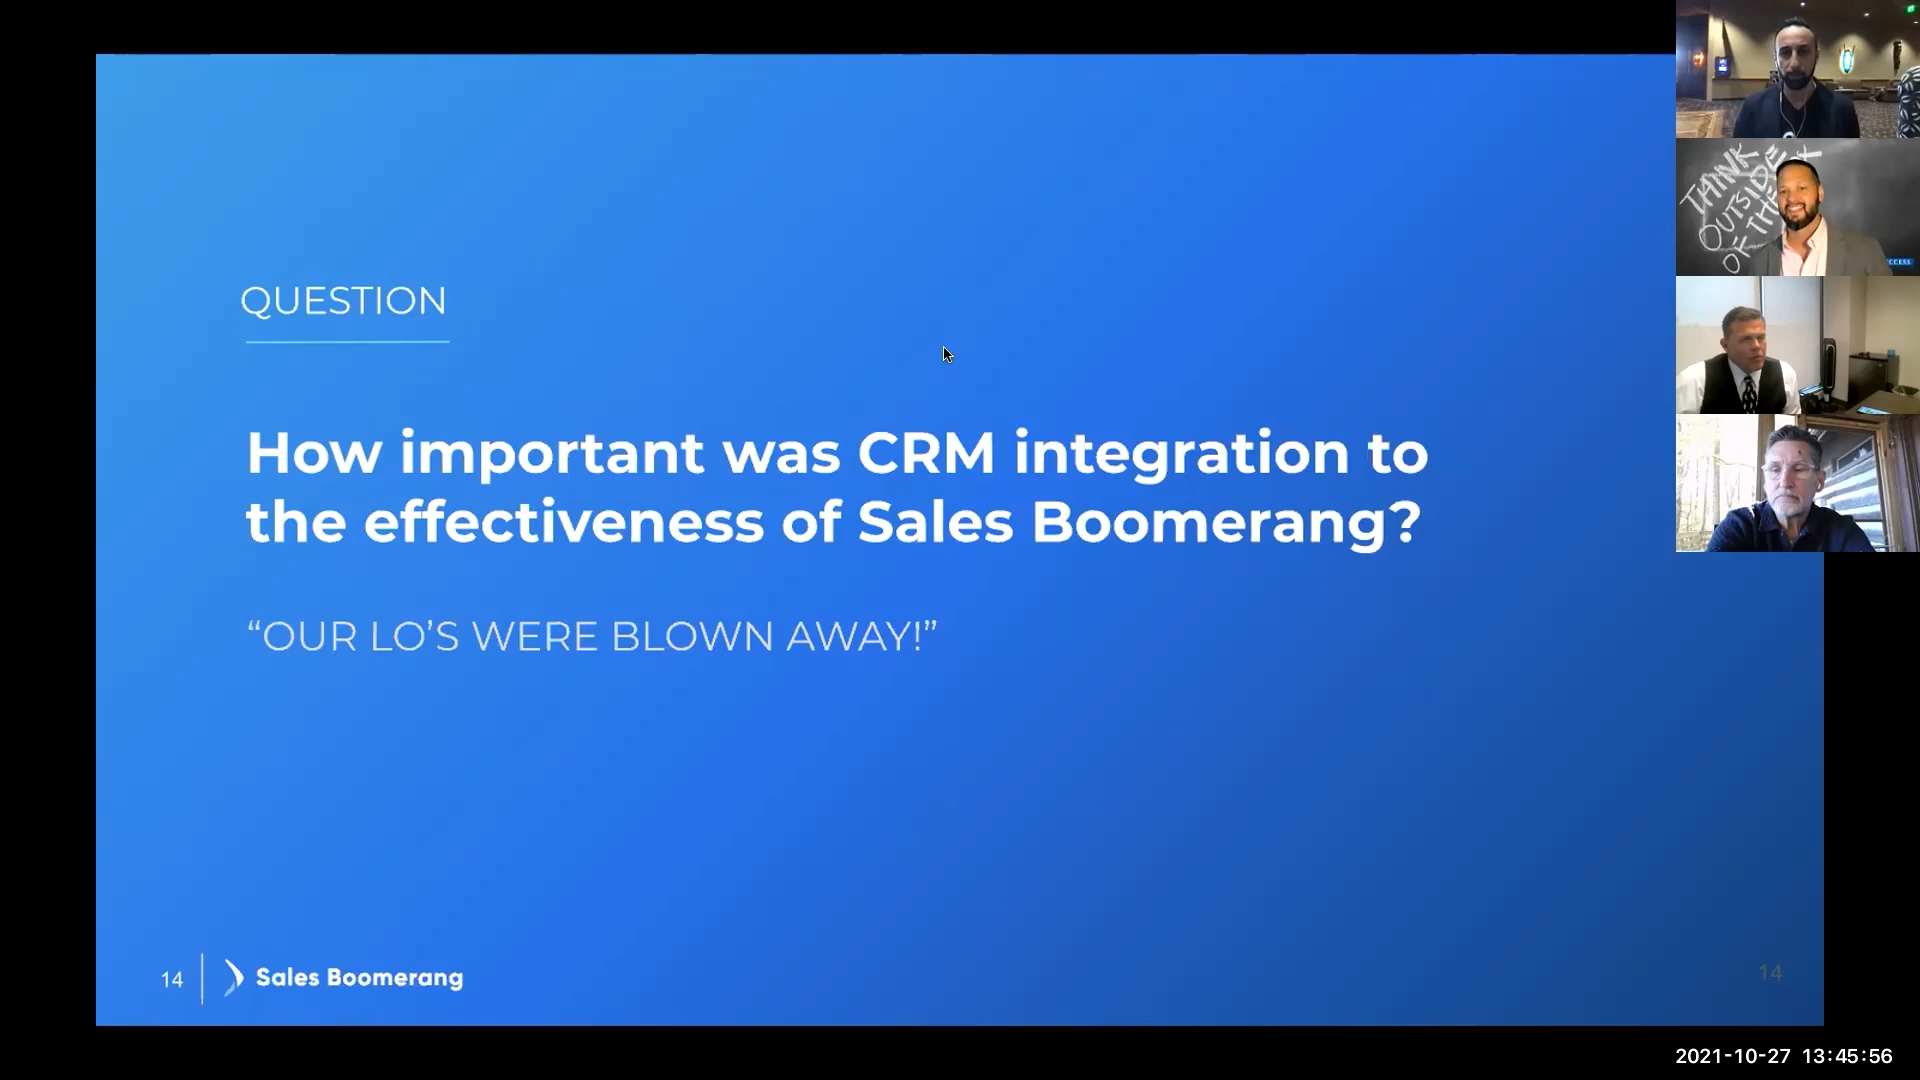 QUESTION
How important was CRM integration to
the effectiveness of Sales Boomerang?
“OUR LO’S WERE BLOWN AWAY!”
14
Sales Boomerang
14
THINK
OUTSIDE
OF THE
CCESS
2021-10-27 13:45:56